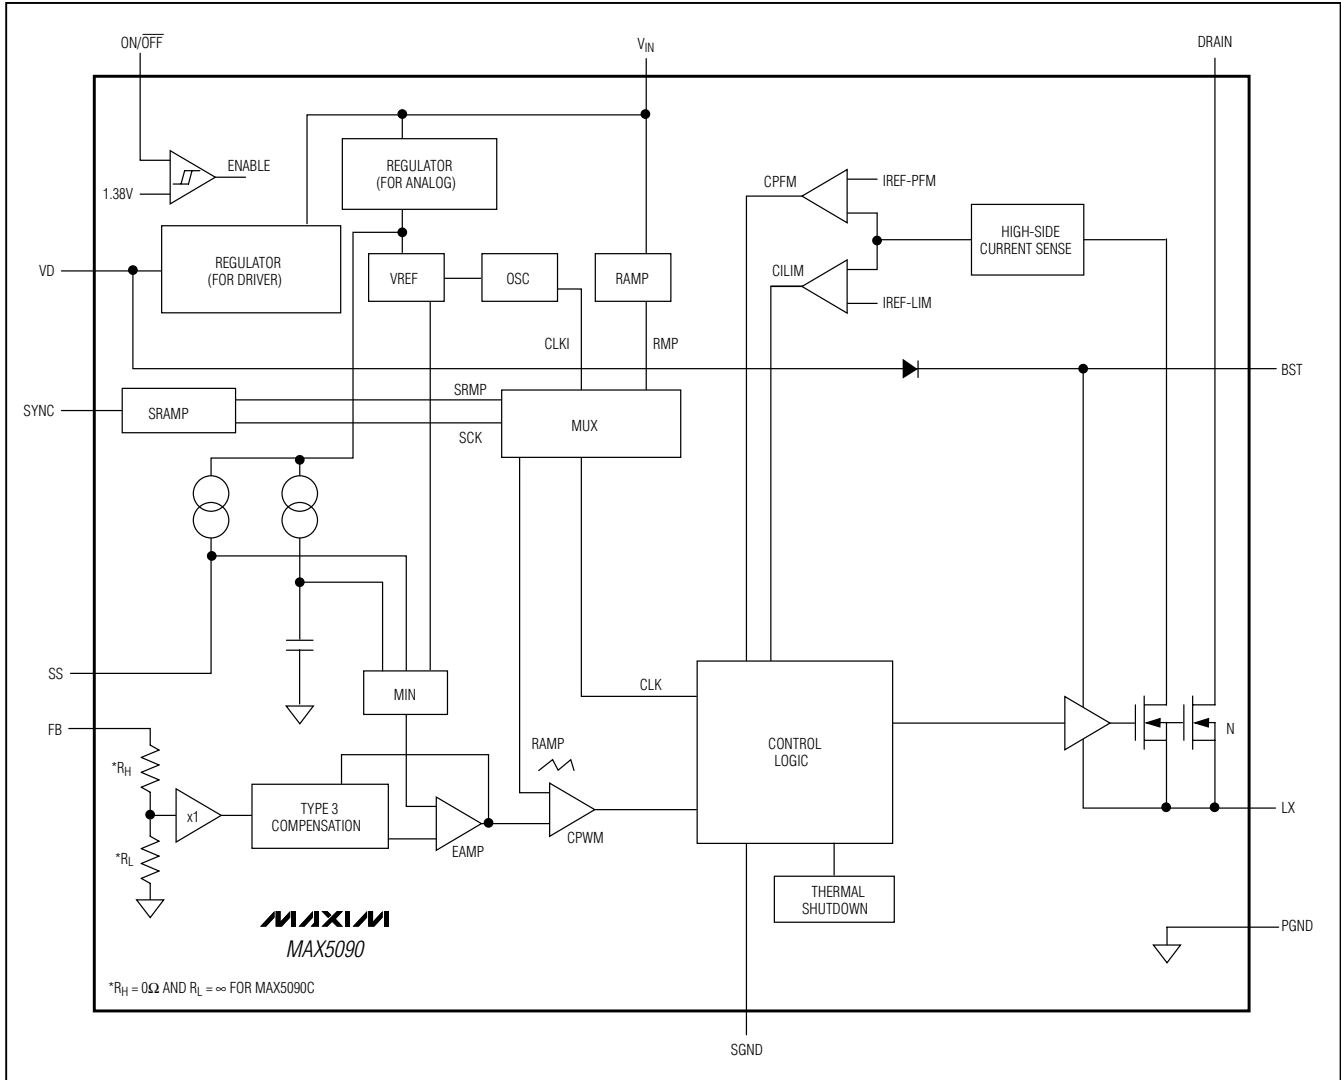 ON/OFF
VIN
DRAIN
ENABLE
1.38V
REGULATOR
(FOR ANALOG)
CPFM
IREF-PFM
HIGH-SIDE
CURRENT SENSE
VD
REGULATOR
(FOR DRIVER)
VREF
OSC
RAMP
CILIM
IREF-LIM
CLKI
RMP
BST
SYNC
SRAMP
SRMP
SCK
MUX
SS
MIN
CLK
FB
*RH
x1
*RL
TYPE 3
COMPENSATION
EAMP
RAMP
CPWM
CONTROL
LOGIC
N
LX
THERMAL
SHUTDOWN
MAXIM
MAX5090
PGND
*RH = 0Ω AND RL = ∞ FOR MAX5090C
SGND